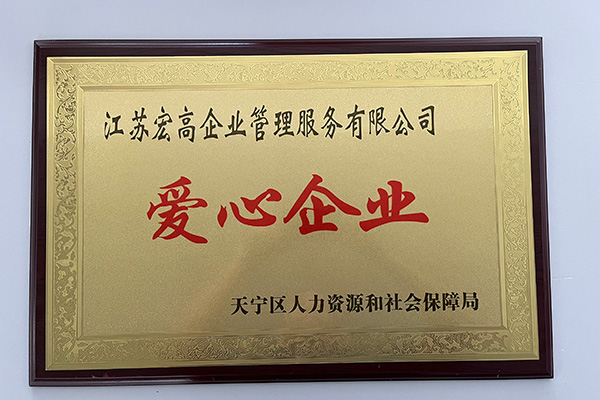 江苏宏高企业管理服务有限公司
爱心企业
天宁区人力资源和社会保障局